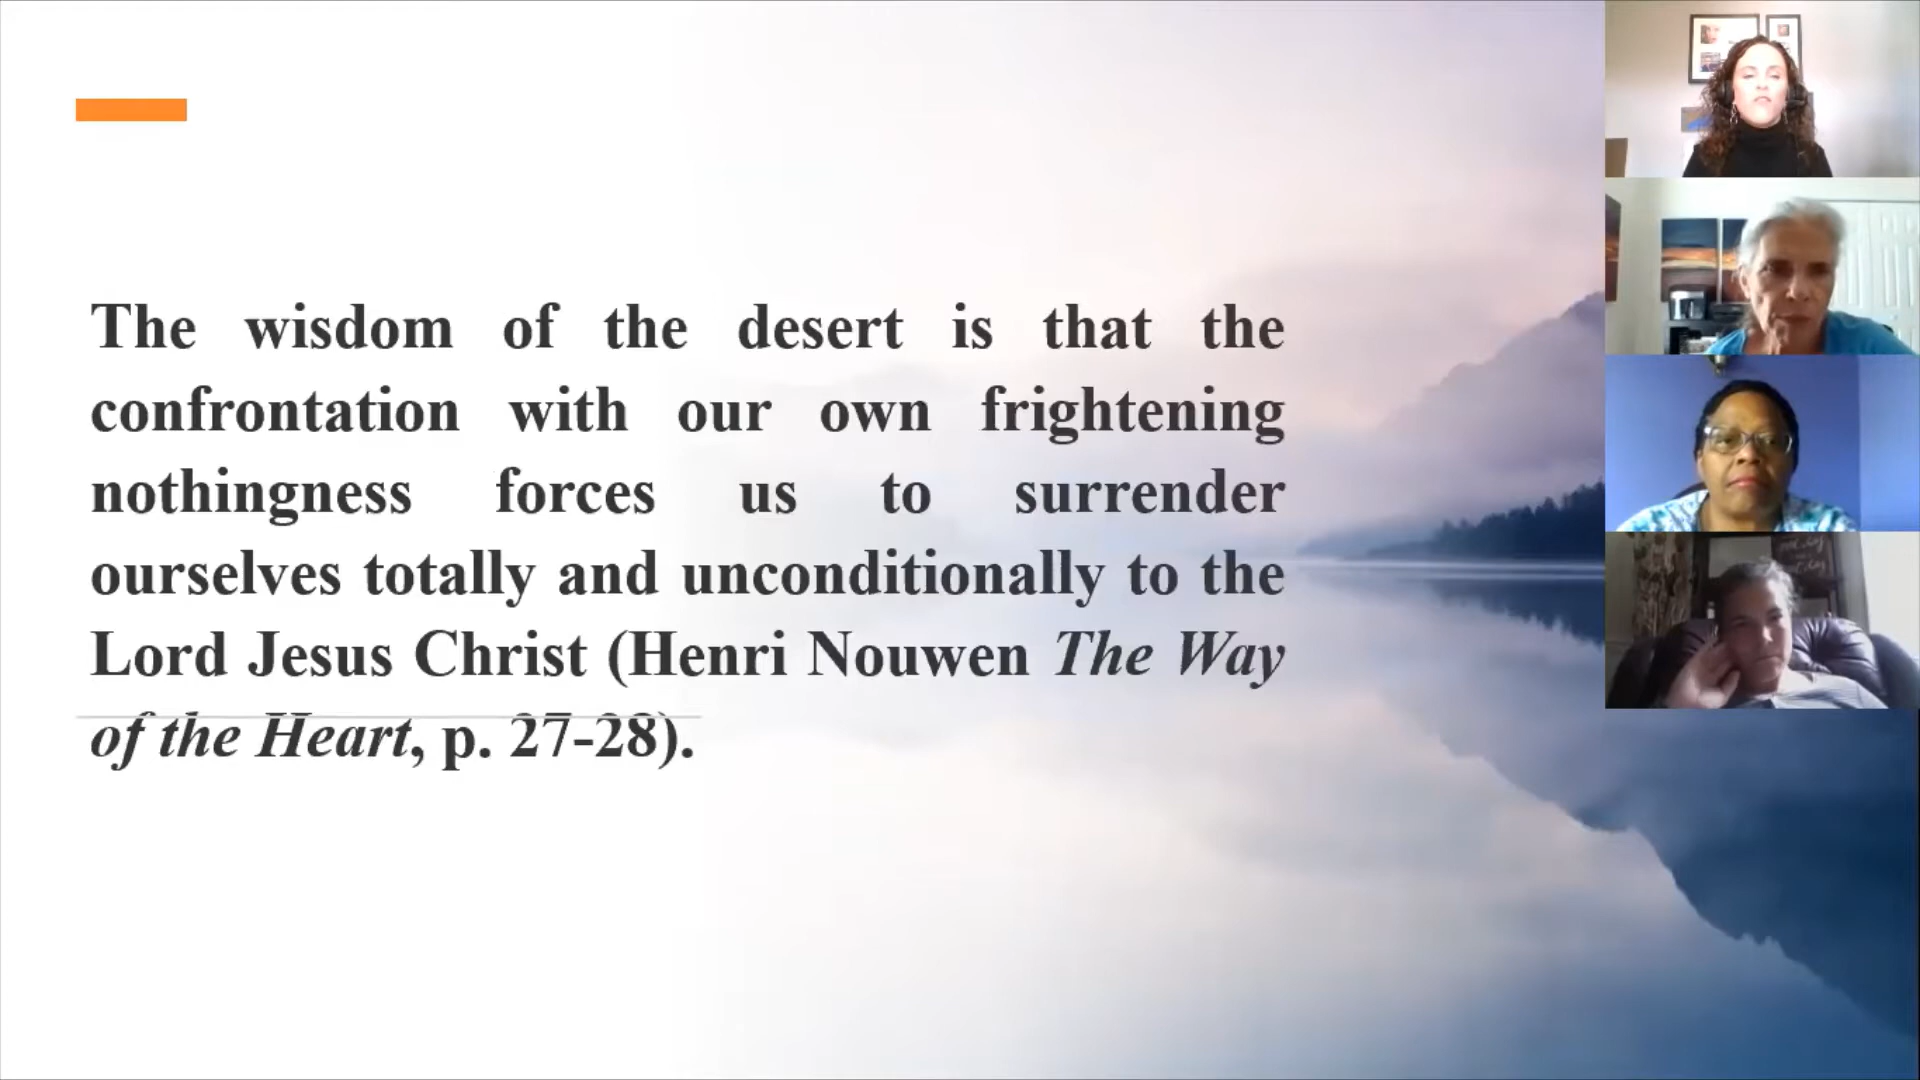 The wisdom of the desert is that the
confrontation with our own frightening
nothingness forces us to surrender
ourselves totally and unconditionally to the
Lord Jesus Christ (Henri Nouwen The Way
of the Heart, p. 27-28).